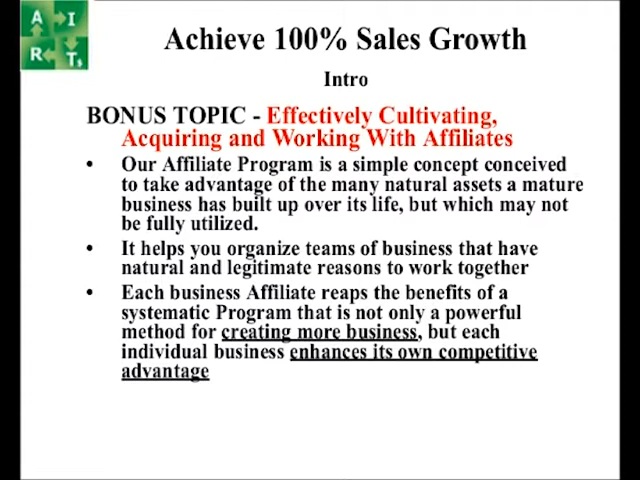 A I
R T$
Achieve 100% Sales Growth
Intro
BONUS TOPIC - Effectively Cultivating,
Acquiring and Working With Affiliates
• Our Affiliate Program is a simple concept conceived
to take advantage of the many natural assets a mature
business has built up over its life, but which may not
be fully utilized.
• It helps you organize teams of business that have
natural and legitimate reasons to work together
• Each business Affiliate reaps the benefits of a
systematic Program that is not only a powerful
method for creating more business, but each
individual business enhances its own competitive
advantage